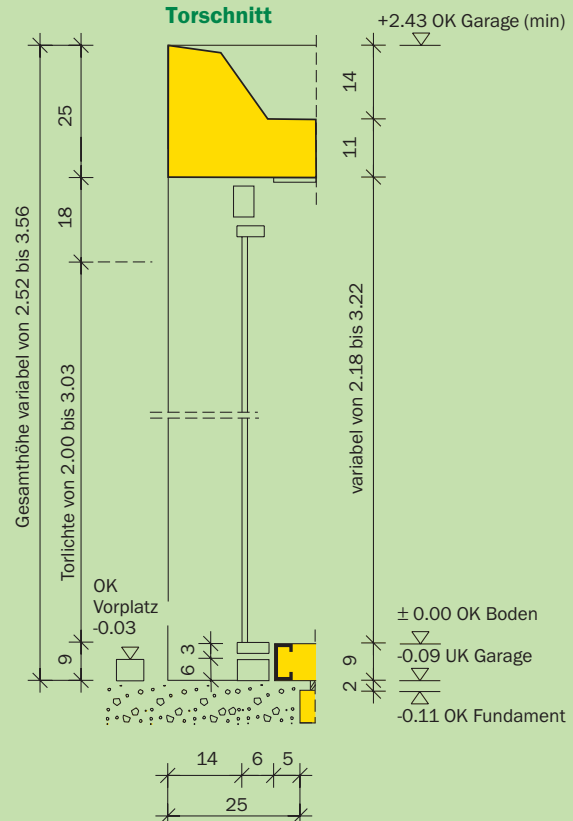 Torschnitt
+2.43 OK Garage (min)
25
14
11
18
Gesamthöhe variabel von 2.52 bis 3.56
Torlichte von 2.00 bis 3.03
variabel von 2.18 bis 3.22
OK
Vorplatz
-0.03
± 0.00 OK Boden
9
3
6
9
-0.09 UK Garage
2
-0.11 OK Fundament
14
6
5
25